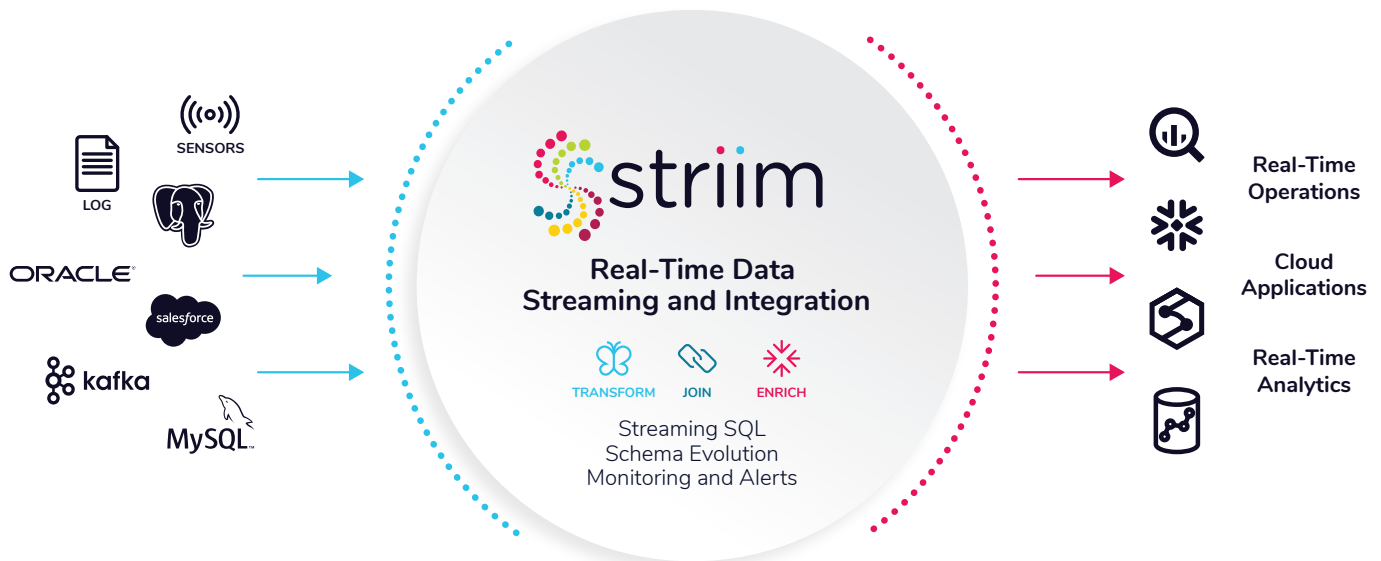 SENSORS
LOG
ORACLE
salesforce
kafka
MySQL™
striim
Real-Time Data
Streaming and Integration
TRANSFORM
JOIN
ENRICH
Streaming SQL
Schema Evolution
Monitoring and Alerts
Real-Time
Operations
Cloud
Applications
Real-Time
Analytics